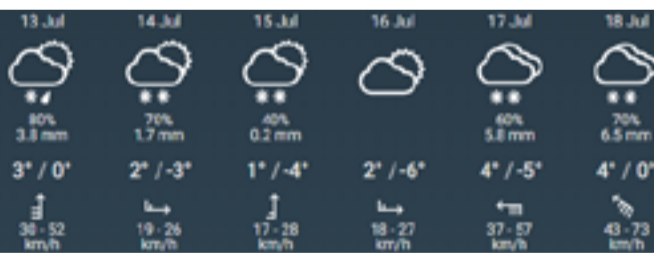 13 Jul 14 Jul 15 Jul 16 Jul 17 Jul 18 Jul
80% 70% 40% 60% 70%
3.8 mm 1.7 mm 0.2 mm 5.8 mm 6.5 mm
3° / 0° 2° / -3° 1° / -4° 2° / -6° 4° / -5° 4° / 0°
30 - 52 19 - 26 17 - 28 18 - 27 37 - 57 43 - 73
km/h km/h km/h km/h km/h km/h